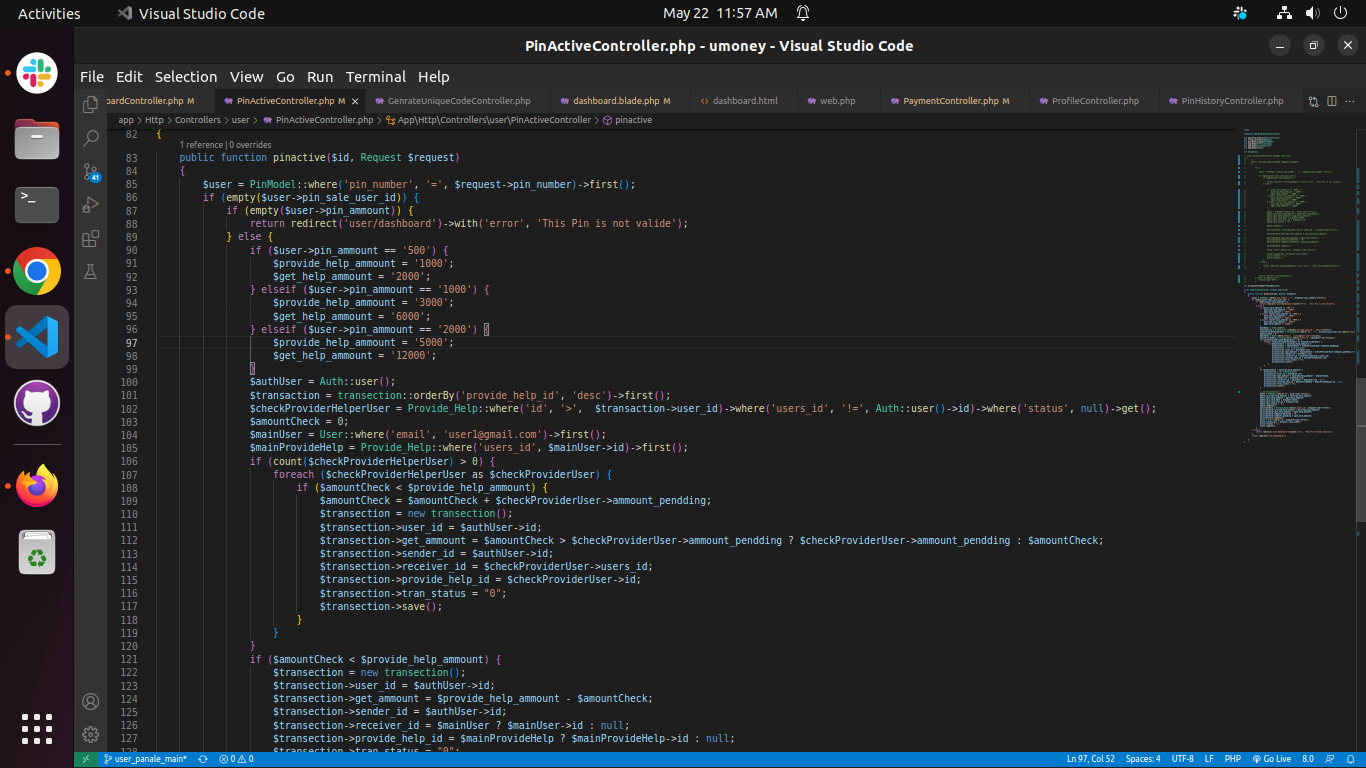 Activities
Visual Studio Code
May 22 11:57 AM
PinActiveController.php - umoney - Visual Studio Code
File Edit Selection View Go Run Terminal Help
oardController.php M
PinActiveController.php M
GenrateUniqueCodeController.php
dashboard.blade.php M
dashboard.html
web.php
PaymentController.php M
ProfileController.php
PinHistoryController.php
app > Http > Controllers > user > PinActiveController.php > App\Http\Controllers\user\PinActiveController > pinactive
82 {
1 reference | 0 overrides
83 public function pinactive($id, Request $request)
84 {
85 $user = PinModel::where('pin_number', '=', $request->pin_number)->first();
86 if (empty($user->pin_sale_user_id)) {
87 if (empty($user->pin_ammount)) {
88 return redirect('user/dashboard')->with('error', 'This Pin is not valide');
89 } else {
90 if ($user->pin_ammount == '500') {
91 $provide_help_ammount = '1000';
92 $get_help_ammount = '2000';
93 } elseif ($user->pin_ammount == '1000') {
94 $provide_help_ammount = '3000';
95 $get_help_ammount = '6000';
96 } elseif ($user->pin_ammount == '2000') {
97 $provide_help_ammount = '5000';
98 $get_help_ammount = '12000';
99 }
100 $authUser = Auth::user();
101 $transaction = transection::orderBy('provide_help_id', 'desc')->first();
102 $checkProviderHelperUser = Provide_Help::where('id', '>', $transaction->user_id)->where('users_id', '!=', Auth::user()->id)->where('status', null)->get();
103 $amountCheck = 0;
104 $mainUser = User::where('email', 'user1@gmail.com')->first();
105 $mainProvideHelp = Provide_Help::where('users_id', $mainUser->id)->first();
106 if (count($checkProviderHelperUser) > 0) {
107 foreach ($checkProviderHelperUser as $checkProviderUser) {
108 if ($amountCheck < $provide_help_ammount) {
109 $amountCheck = $amountCheck + $checkProviderUser->ammount_pendding;
110 $transection = new transection();
111 $transection->user_id = $authUser->id;
112 $transection->get_ammount = $amountCheck > $checkProviderUser->ammount_pendding ? $checkProviderUser->ammount_pendding : $amountCheck;
113 $transection->sender_id = $authUser->id;
114 $transection->receiver_id = $checkProviderUser->users_id;
115 $transection->provide_help_id = $checkProviderUser->id;
116 $transection->tran_status = "0";
117 $transection->save();
118 }
119 }
120 }
121 if ($amountCheck < $provide_help_ammount) {
122 $transection = new transection();
123 $transection->user_id = $authUser->id;
124 $transection->get_ammount = $provide_help_ammount - $amountCheck;
125 $transection->sender_id = $authUser->id;
126 $transection->receiver_id = $mainUser ? $mainUser->id : null;
127 $transection->provide_help_id = $mainProvideHelp ? $mainProvideHelp->id : null;
128 $transection->tran_status = "0";
41
user_panale_main* 0 0 Ln 97, Col 52 Spaces: 4 UTF-8 LF PHP Go Live 8.0